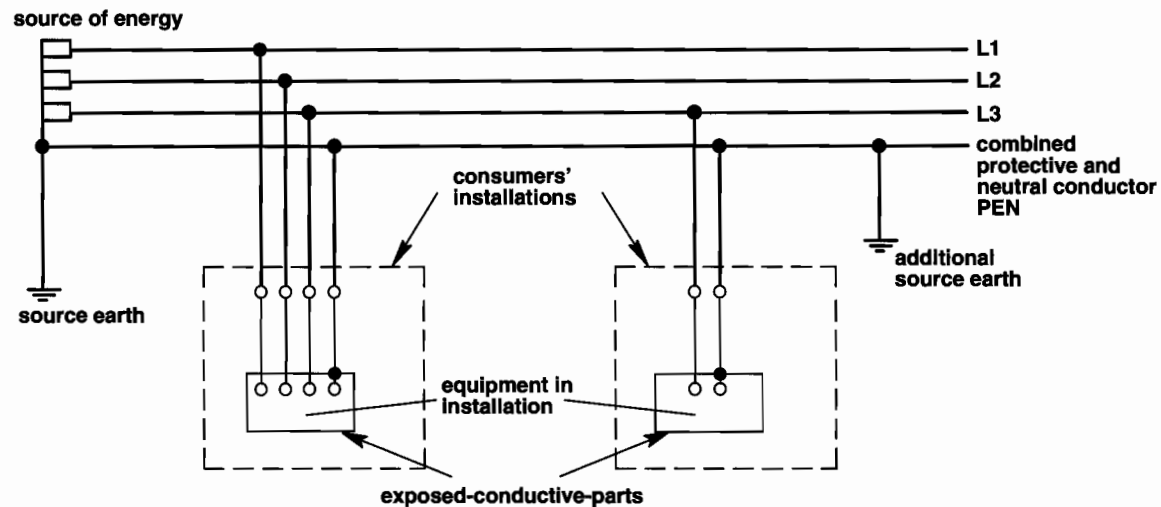 source of energy
L1
L2
L3
combined
protective and
neutral conductor
PEN
consumers'
installations
additional
source earth
source earth
equipment in
installation
exposed-conductive-parts